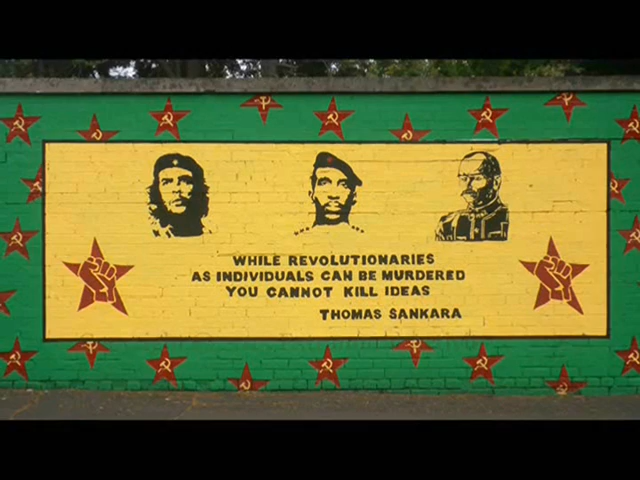 WHILE REVOLUTIONARIES
AS INDIVIDUALS CAN BE MURDERED
YOU CANNOT KILL IDEAS
THOMAS SANKARA